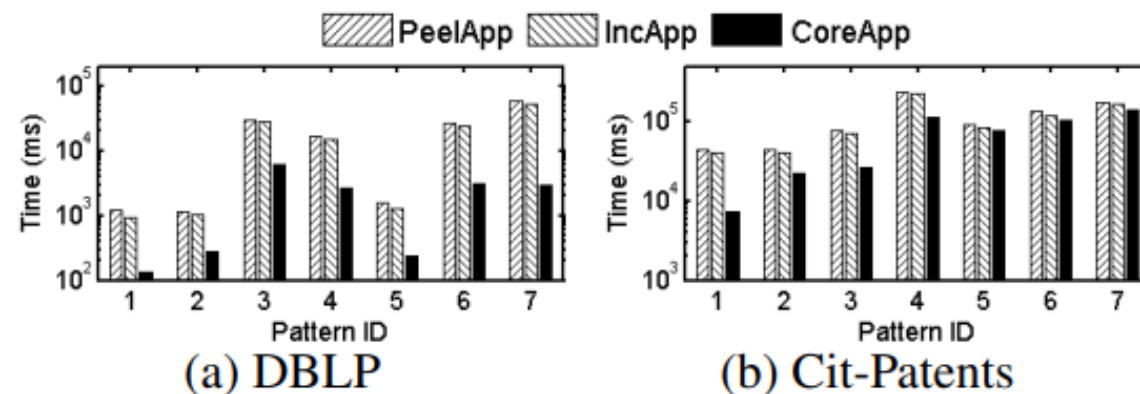 PeelApp IncApp CoreApp
Time (ms)
10^5
10^4
10^3
10^2
1 2 3 4 5 6 7
Pattern ID
(a) DBLP
Time (ms)
10^5
10^4
10^3
1 2 3 4 5 6 7
Pattern ID
(b) Cit-Patents